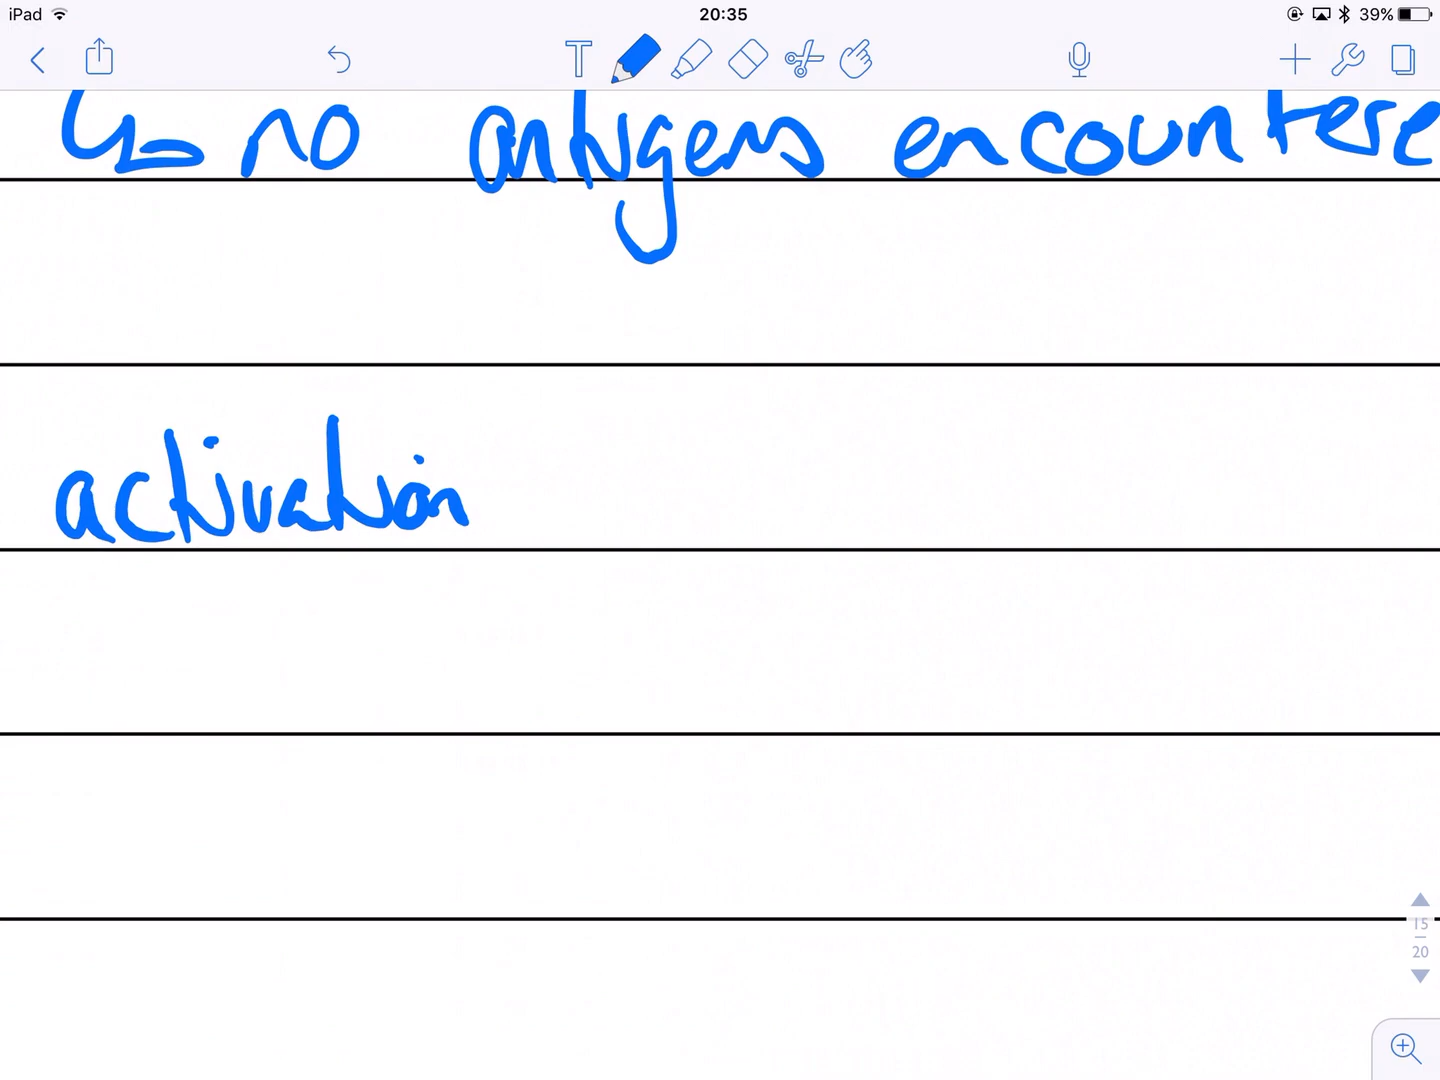 iPad 20:35 39%
T
↳ no antigens encountere
activation
15
20